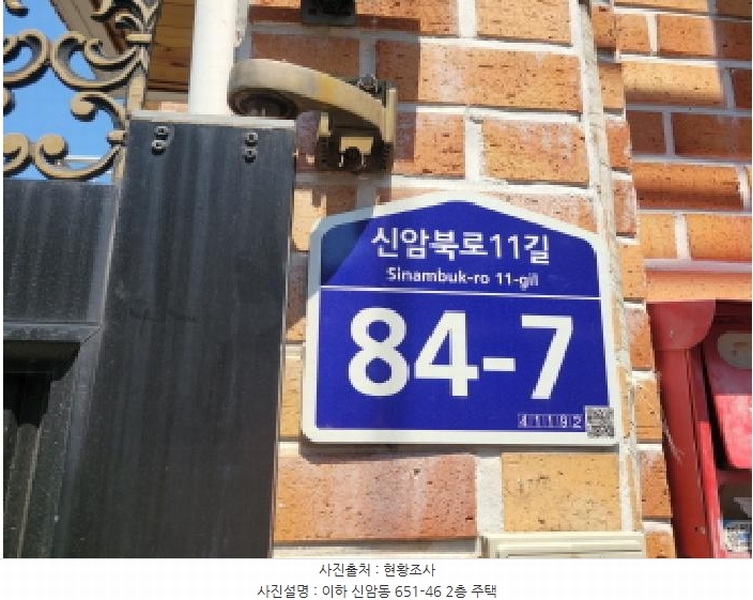 신암북로11길
Sinambuk-ro 11-gil
84-7
41192
사진출처 : 현황조사
사진설명 : 이하 신암동 651-46 2층 주택